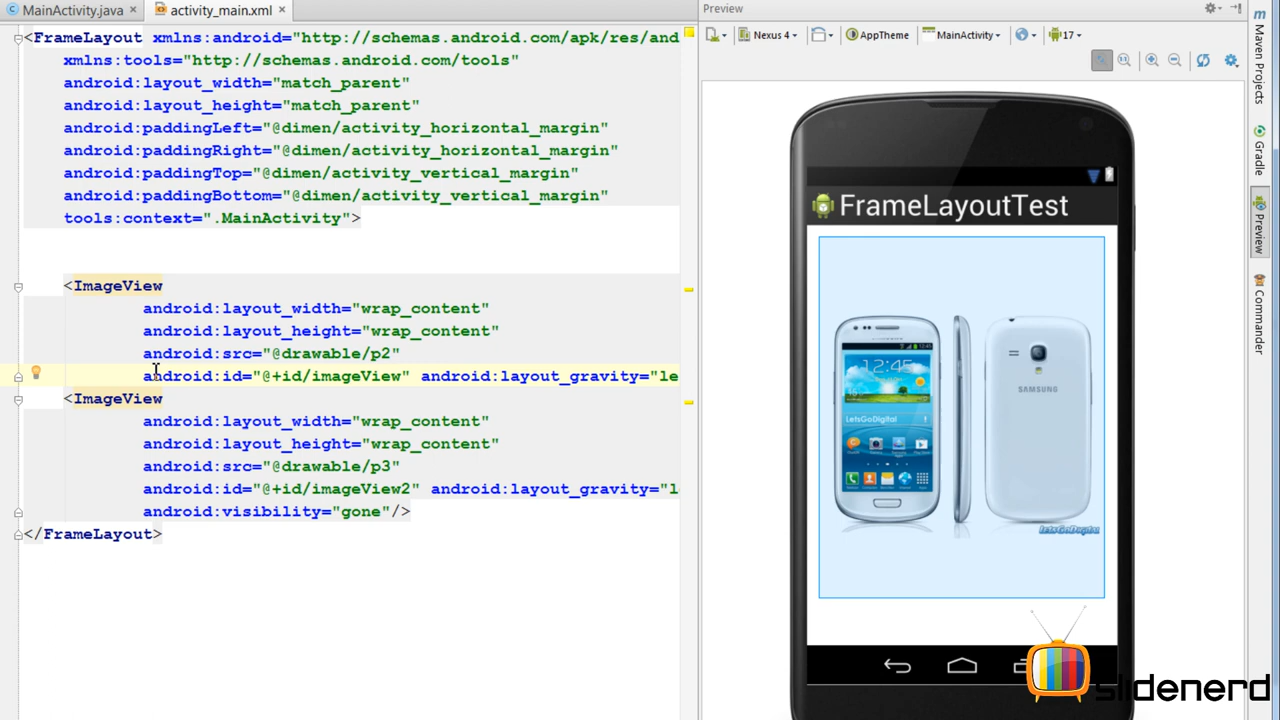 MainActivity.java
activity_main.xml
<FrameLayout xmlns:android="http://schemas.android.com/apk/res/and
xmlns:tools="http://schemas.android.com/tools"
android:layout_width="match_parent"
android:layout_height="match_parent"
android:paddingLeft="@dimen/activity_horizontal_margin"
android:paddingRight="@dimen/activity_horizontal_margin"
android:paddingTop="@dimen/activity_vertical_margin"
android:paddingBottom="@dimen/activity_vertical_margin"
tools:context=".MainActivity">
<ImageView
android:layout_width="wrap_content"
android:layout_height="wrap_content"
android:src="@drawable/p2"
android:id="@+id/imageView" android:layout_gravity="le
<ImageView
android:layout_width="wrap_content"
android:layout_height="wrap_content"
android:src="@drawable/p3"
android:id="@+id/imageView2" android:layout_gravity="l
android:visibility="gone"/>
</FrameLayout>
Preview
Nexus 4
AppTheme
MainActivity
17
FrameLayoutTest
12:45
LetsGoDigital
SAMSUNG
LetsGoDigital
Maven Projects
Gradle
Preview
Commander
slidenerd